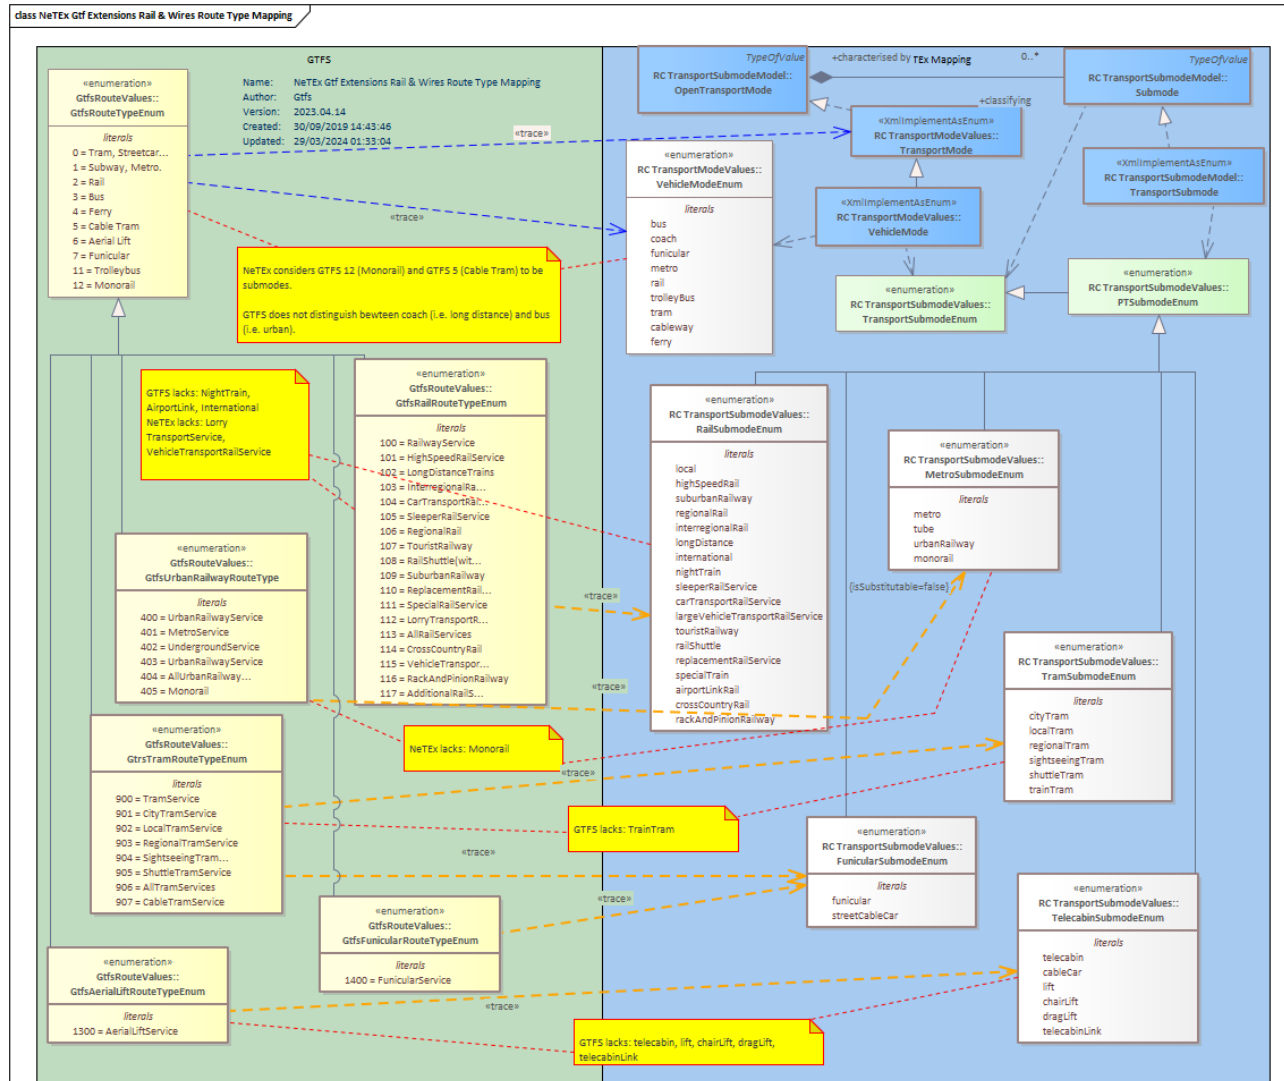 class NeTEx Gtf Extensions Rail & Wires Route Type Mapping
GTFS
Name: NeTEx Gtf Extensions Rail & Wires Route Type Mapping
Author: Gtfs
Version: 2023.04.14
Created: 30/09/2019 14:43:46
Updated: 29/03/2024 01:33:04
«enumeration»
GtfsRouteValues::
GtfsRouteTypeEnum
literals
0 = Tram, Streetcar...
1 = Subway, Metro.
2 = Rail
3 = Bus
4 = Ferry
5 = Cable Tram
6 = Aerial Lift
7 = Funicular
11 = Trolleybus
12 = Monorail
TEx Mapping
TypeOfValue
RC TransportSubmodeModel::
OpenTransportMode
+characterised by
0..*
+classifying
TypeOfValue
RC TransportSubmodeModel::
Submode
«XmlImplementAsEnum»
RC TransportModeValues::
TransportMode
«XmlImplementAsEnum»
RC TransportSubmodeModel::
TransportSubmode
«XmlImplementAsEnum»
RC TransportModeValues::
VehicleMode
«trace»
«trace»
«enumeration»
RC TransportModeValues::
VehicleModeEnum
literals
bus
coach
funicular
metro
rail
trolleyBus
tram
cableway
ferry
«enumeration»
RC TransportSubmodeValues::
TransportSubmodeEnum
«enumeration»
RC TransportSubmodeValues::
PTSubmodeEnum
NeTEx considers GTFS 12 (Monorail) and GTFS 5 (Cable Tram) to be
submodes.
GTFS does not distinguish bewteen coach (i.e. long distance) and bus
(i.e. urban).
GTFS lacks: NightTrain,
AirportLink, International
NeTEx lacks: Lorry
TransportService,
VehicleTransportRailService
«enumeration»
GtfsRouteValues::
GtfsRailRouteTypeEnum
literals
100 = RailwayService
101 = HighSpeedRailService
102 = LongDistanceTrains
103 = InterregionalRa...
104 = CarTransportRai...
105 = SleeperRailService
106 = RegionalRail
107 = TouristRailway
108 = RailShuttle(wit...
109 = SuburbanRailway
110 = ReplacementRail...
111 = SpecialRailService
112 = LorryTransportR...
113 = AllRailServices
114 = CrossCountryRail
115 = VehicleTranspor...
116 = RackAndPinionRailway
117 = AdditionalRailS...
«enumeration»
RC TransportSubmodeValues::
RailSubmodeEnum
literals
local
highSpeedRail
suburbanRailway
regionalRail
interregionalRail
longDistance
international
nightTrain
sleeperRailService
carTransportRailService
largeVehicleTransportRailService
touristRailway
railShuttle
replacementRailService
specialTrain
airportLinkRail
crossCountryRail
rackAndPinionRailway
«enumeration»
RC TransportSubmodeValues::
MetroSubmodeEnum
literals
metro
tube
urbanRailway
monorail
{isSubstitutable=false}
«enumeration»
GtfsRouteValues::
GtfsUrbanRailwayRouteType
literals
400 = UrbanRailwayService
401 = MetroService
402 = UndergroundService
403 = UrbanRailwayService
404 = AllUrbanRailway...
405 = Monorail
«trace»
«trace»
NeTEx lacks: Monorail
«enumeration»
RC TransportSubmodeValues::
TramSubmodeEnum
literals
cityTram
localTram
regionalTram
sightseeingTram
shuttleTram
trainTram
«enumeration»
GtfsRouteValues::
GtrsTramRouteTypeEnum
literals
900 = TramService
901 = CityTramService
902 = LocalTramService
903 = RegionalTramService
904 = SightseeingTram...
905 = ShuttleTramService
906 = AllTramServices
907 = CableTramService
«trace»
GTFS lacks: TrainTram
«trace»
«enumeration»
RC TransportSubmodeValues::
FunicularSubmodeEnum
literals
funicular
streetCableCar
«trace»
«enumeration»
GtfsRouteValues::
GtfsFunicularRouteTypeEnum
literals
1400 = FunicularService
«enumeration»
RC TransportSubmodeValues::
TelecabinSubmodeEnum
literals
telecabin
cableCar
lift
chairLift
dragLift
telecabinLink
«enumeration»
GtfsRouteValues::
GtfsAerialLiftRouteTypeEnum
literals
1300 = AerialLiftService
«trace»
GTFS lacks: telecabin, lift, chairLift, dragLift,
telecabinLink